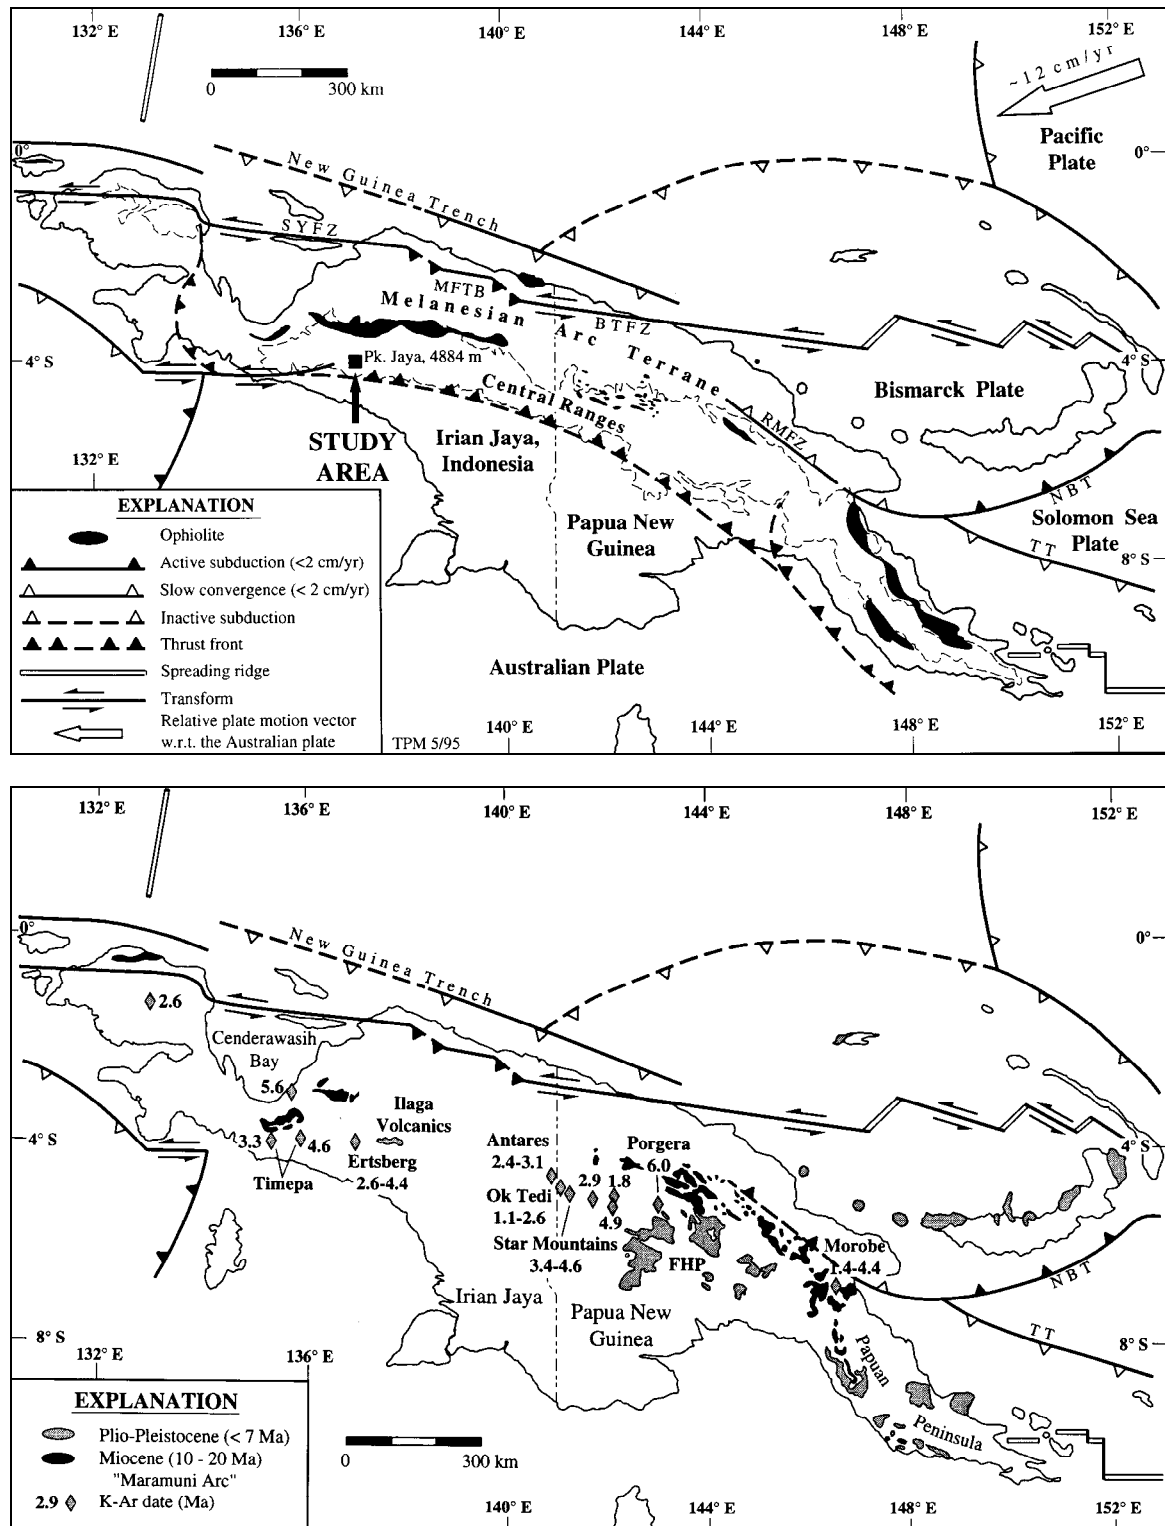 132° E 136° E 140° E 144° E 148° E 152° E
0 300 km
~12 cm/yr
Pacific
Plate
0° 0°
New Guinea Trench
SYFZ
MFTB
Melanesian Arc Terrane
BTFZ
4° S 4° S
Pk. Jaya, 4884 m
Central Ranges
Bismarck Plate
RMFZ
STUDY
AREA
Irian Jaya,
Indonesia
132° E
NBT
Papua New
Guinea
Solomon Sea
Plate
TT
8° S
EXPLANATION
Ophiolite
Active subduction (<2 cm/yr)
Slow convergence (< 2 cm/yr)
Inactive subduction
Thrust front
Spreading ridge
Transform
Relative plate motion vector
w.r.t. the Australian plate
Australian Plate
TPM 5/95
140° E 144° E 148° E 152° E
132° E 136° E 140° E 144° E 148° E 152° E
0° 0°
New Guinea Trench
2.6
Cenderawasih
Bay
5.6
Ilaga
Volcanics
4° S 4° S
3.3 4.6
Timepa
Ertsberg
2.6-4.4
Antares
2.4-3.1
Porgera
6.0
2.9 1.8
Ok Tedi
1.1-2.6
4.9
Star Mountains
3.4-4.6
FHP
Morobe
1.4-4.4
NBT
Irian Jaya
Papua New
Guinea
TT
8° S 8° S
132° E 136° E
Papuan
Peninsula
EXPLANATION
Plio-Pleistocene (< 7 Ma)
Miocene (10 - 20 Ma)
"Maramuni Arc"
2.9 K-Ar date (Ma)
0 300 km
140° E 144° E 148° E 152° E